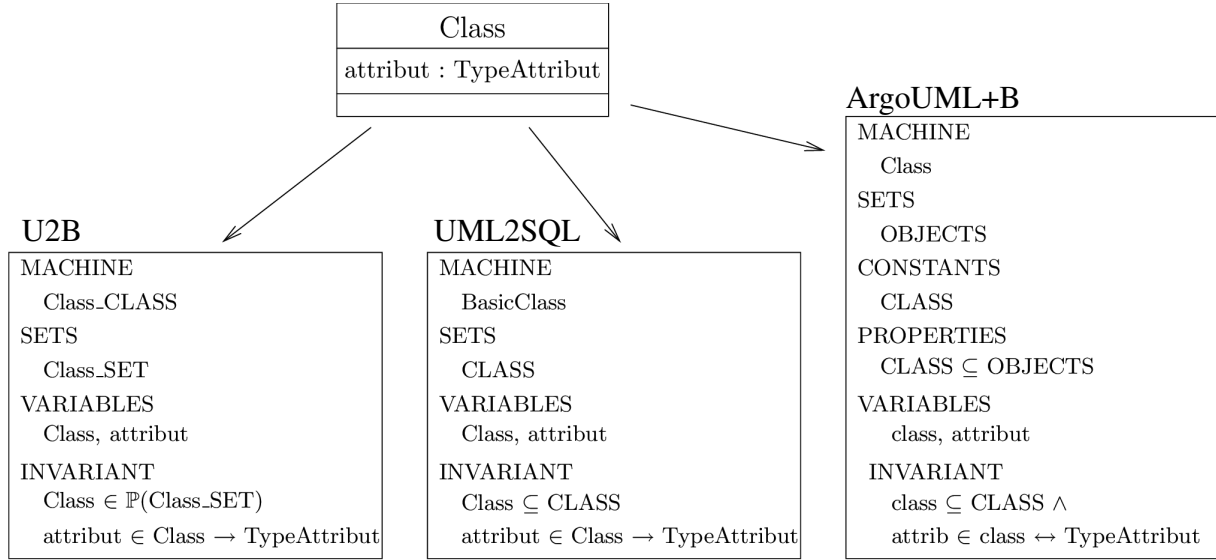 Class
attribut : TypeAttribut
U2B
MACHINE
Class_CLASS
SETS
Class_SET
VARIABLES
Class, attribut
INVARIANT
Class ∈ ℙ(Class_SET)
attribut ∈ Class → TypeAttribut
UML2SQL
MACHINE
BasicClass
SETS
CLASS
VARIABLES
Class, attribut
INVARIANT
Class ⊆ CLASS
attribut ∈ Class → TypeAttribut
ArgoUML+B
MACHINE
Class
SETS
OBJECTS
CONSTANTS
CLASS
PROPERTIES
CLASS ⊆ OBJECTS
VARIABLES
class, attribut
INVARIANT
class ⊆ CLASS ∧
attrib ∈ class ↔ TypeAttribut